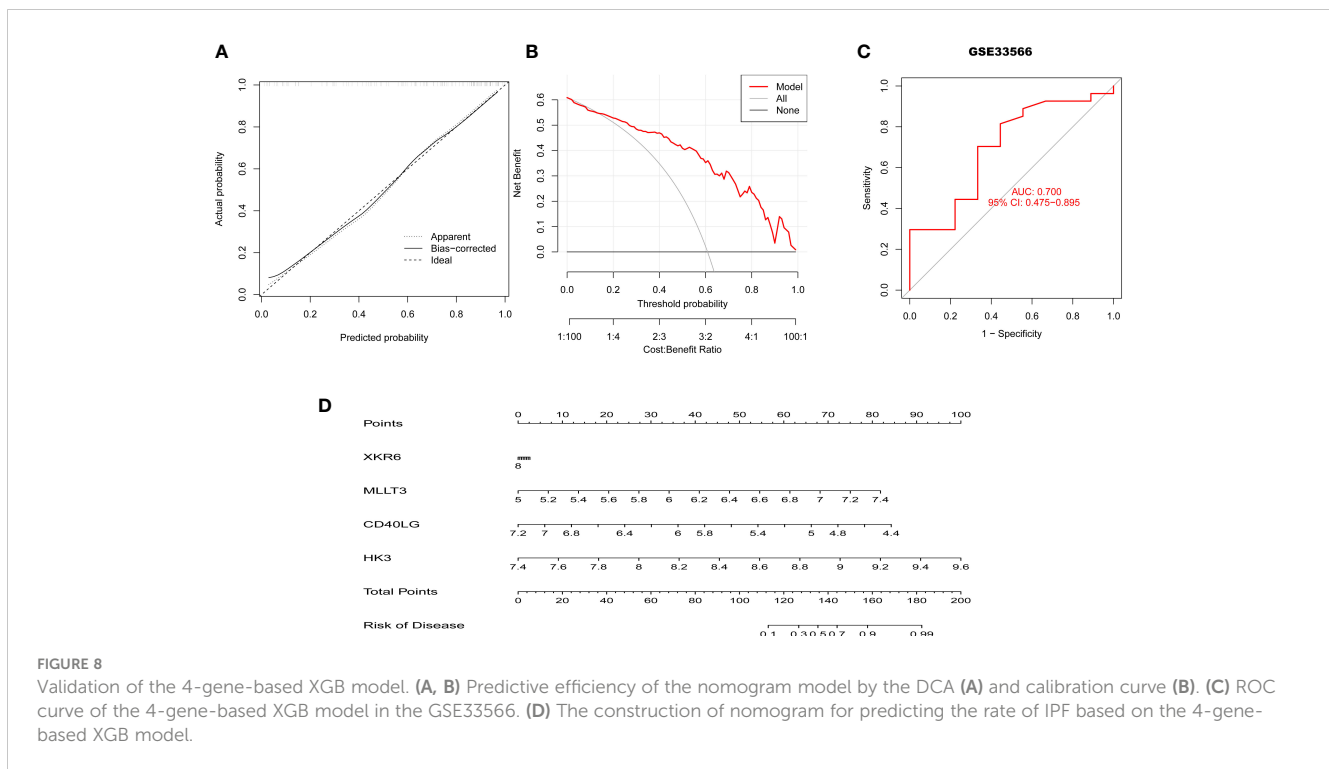 A
B
C
GSE33566
Actual probability
1.0
0.8
0.6
0.4
0.2
0.0
Apparent
Bias−corrected
Ideal
0.0 0.2 0.4 0.6 0.8 1.0
Predicted probability
Net Benefit
0.6
0.5
0.4
0.3
0.2
0.1
0.0
Model
All
None
0.0 0.2 0.4 0.6 0.8 1.0
Threshold probability
1:100 1:4 2:3 3:2 4:1 100:1
Cost:Benefit Ratio
Sensitivity
1.0
0.8
0.6
0.4
0.2
0.0
AUC: 0.700
95% CI: 0.475−0.895
0.0 0.2 0.4 0.6 0.8 1.0
1 − Specificity
D
Points 0 10 20 30 40 50 60 70 80 90 100
XKR6
8
MLLT3
5 5.2 5.4 5.6 5.8 6 6.2 6.4 6.6 6.8 7 7.2 7.4
CD40LG
7.2 7 6.8 6.4 6 5.8 5.4 5 4.8 4.4
HK3
7.4 7.6 7.8 8 8.2 8.4 8.6 8.8 9 9.2 9.4 9.6
Total Points
0 20 40 60 80 100 120 140 160 180 200
Risk of Disease
0.1 0.3 0.5 0.7 0.9 0.99
FIGURE 8
Validation of the 4-gene-based XGB model. (A, B) Predictive efficiency of the nomogram model by the DCA (A) and calibration curve (B). (C) ROC
curve of the 4-gene-based XGB model in the GSE33566. (D) The construction of nomogram for predicting the rate of IPF based on the 4-gene-
based XGB model.